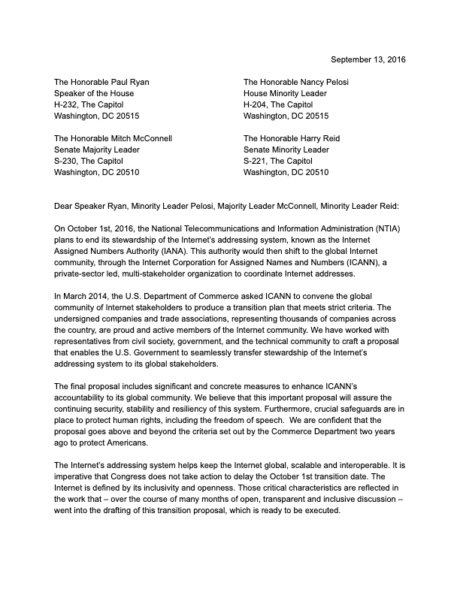 September 13, 2016
The Honorable Paul Ryan
Speaker of the House
H-232, The Capitol
Washington, DC 20515
The Honorable Nancy Pelosi
House Minority Leader
H-204, The Capitol
Washington, DC 20515
The Honorable Mitch McConnell
Senate Majority Leader
S-230, The Capitol
Washington, DC 20510
The Honorable Harry Reid
Senate Minority Leader
S-221, The Capitol
Washington, DC 20510
Dear Speaker Ryan, Minority Leader Pelosi, Majority Leader McConnell, Minority Leader Reid:
On October 1st, 2016, the National Telecommunications and Information Administration (NTIA)
plans to end its stewardship of the Internet's addressing system, known as the Internet
Assigned Numbers Authority (IANA). This authority would then shift to the global Internet
community, through the Internet Corporation for Assigned Names and Numbers (ICANN), a
private-sector led, multi-stakeholder organization to coordinate Internet addresses.
In March 2014, the U.S. Department of Commerce asked ICANN to convene the global
community of Internet stakeholders to produce a transition plan that meets strict criteria. The
undersigned companies and trade associations, representing thousands of companies across
the country, are proud and active members of the Internet community. We have worked with
representatives from civil society, government, and the technical community to craft a proposal
that enables the U.S. Government to seamlessly transfer stewardship of the Internet's
addressing system to its global stakeholders.
The final proposal includes significant and concrete measures to enhance ICANN's
accountability to its global community. We believe that this important proposal will assure the
continuing security, stability and resiliency of this system. Furthermore, crucial safeguards are in
place to protect human rights, including the freedom of speech. We are confident that the
proposal goes above and beyond the criteria set out by the Commerce Department two years
ago to protect Americans.
The Internet's addressing system helps keep the Internet global, scalable and interoperable. It is
imperative that Congress does not take action to delay the October 1st transition date. The
Internet is defined by its inclusivity and openness. Those critical characteristics are reflected in
the work that – over the course of many months of open, transparent and inclusive discussion –
went into the drafting of this transition proposal, which is ready to be executed.